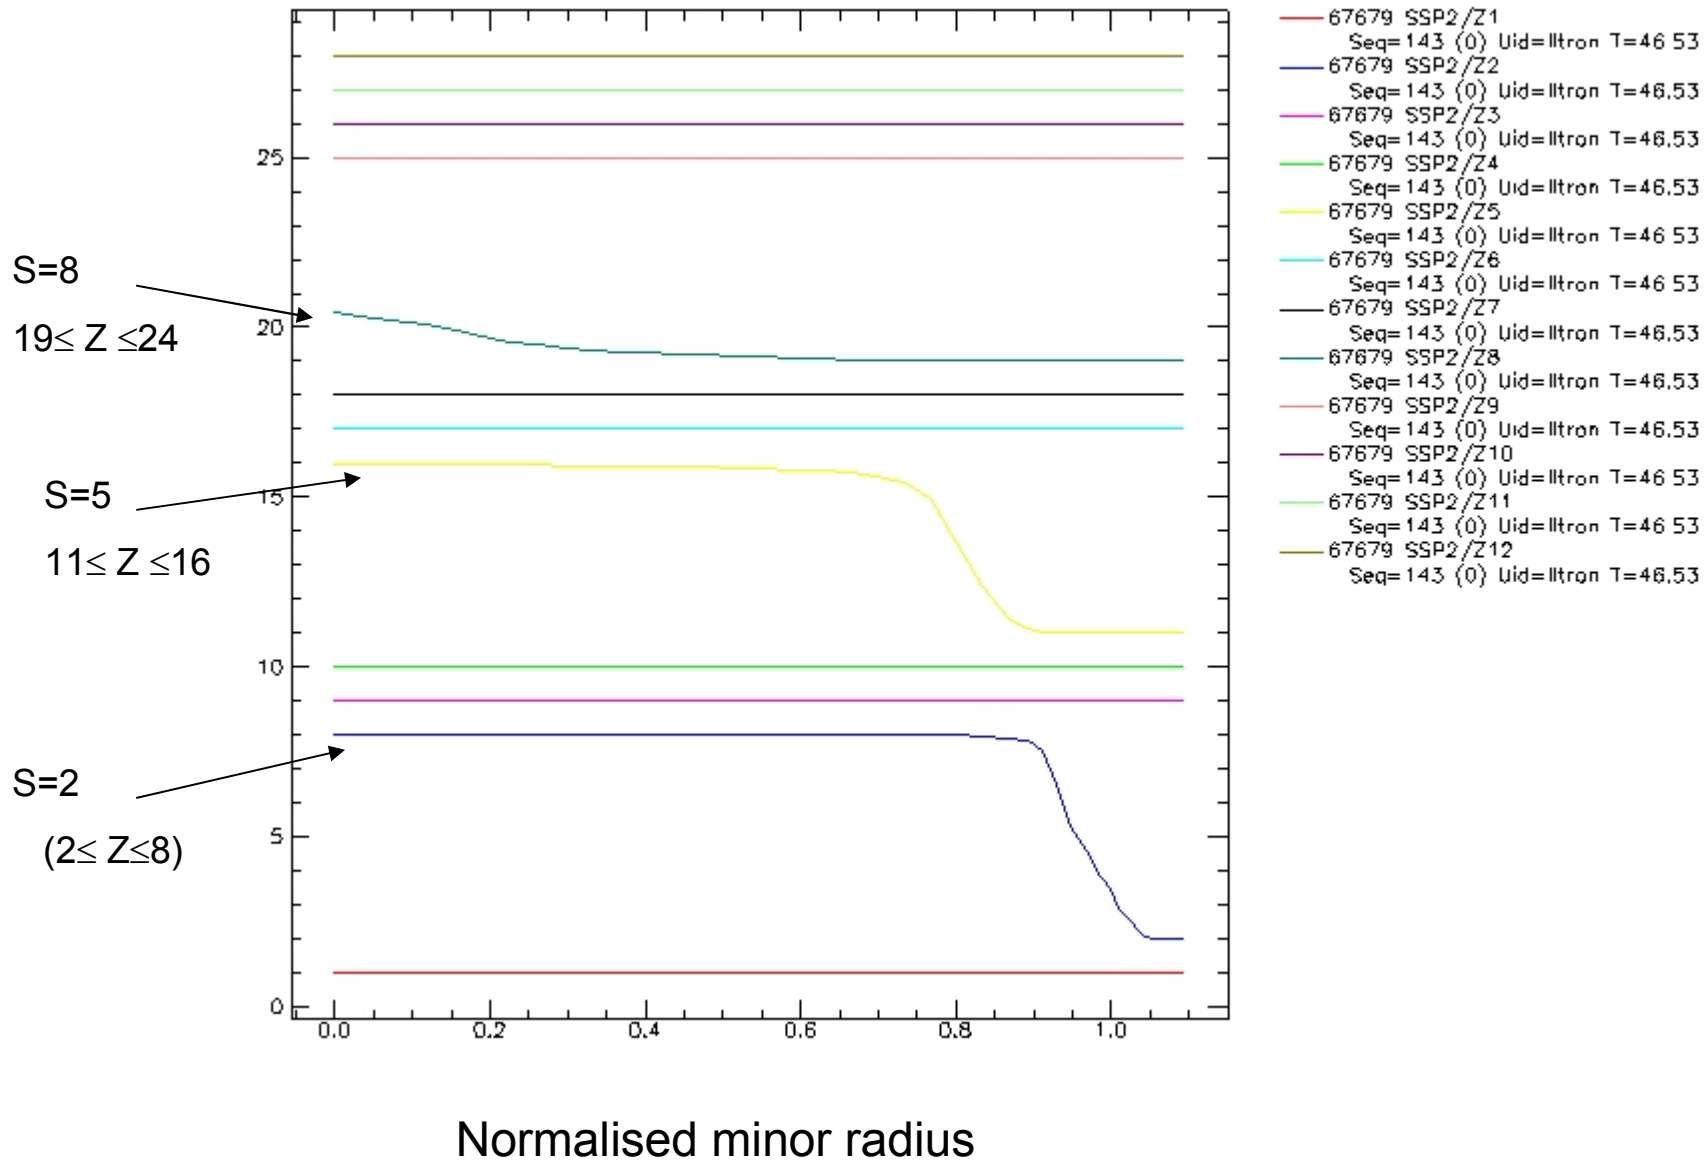 67679 SSP2/Z1
Seq=143 (0) Uid=lltron T=46 53
67679 SSP2/Z2
Seq=143 (0) Uid=lltron T=46.53
67679 SSP2/Z3
Seq=143 (0) Uid=lltron T=46.53
67679 SSP2/Z4
Seq=143 (0) Uid=lltron T=46.53
67679 SSP2/Z5
Seq=143 (0) Uid=lltron T=46 53
67679 SSP2/Z6
Seq=143 (0) Uid=lltron T=46.53
67679 SSP2/Z7
Seq=143 (0) Uid=lltron T=46.53
67679 SSP2/Z8
Seq=143 (0) Uid=lltron T=46.53
67679 SSP2/Z9
Seq=143 (0) Uid=lltron T=46.53
67679 SSP2/Z10
Seq=143 (0) Uid=lltron T=46 53
67679 SSP2/Z11
Seq=143 (0) Uid=lltron T=46 53
67679 SSP2/Z12
Seq=143 (0) Uid=lltron T=46.53
25
20
15
10
5
0
S=8
19≤ Z ≤24
S=5
11≤ Z ≤16
S=2
(2≤ Z≤8)
0.0 0.2 0.4 0.6 0.8 1.0
Normalised minor radius